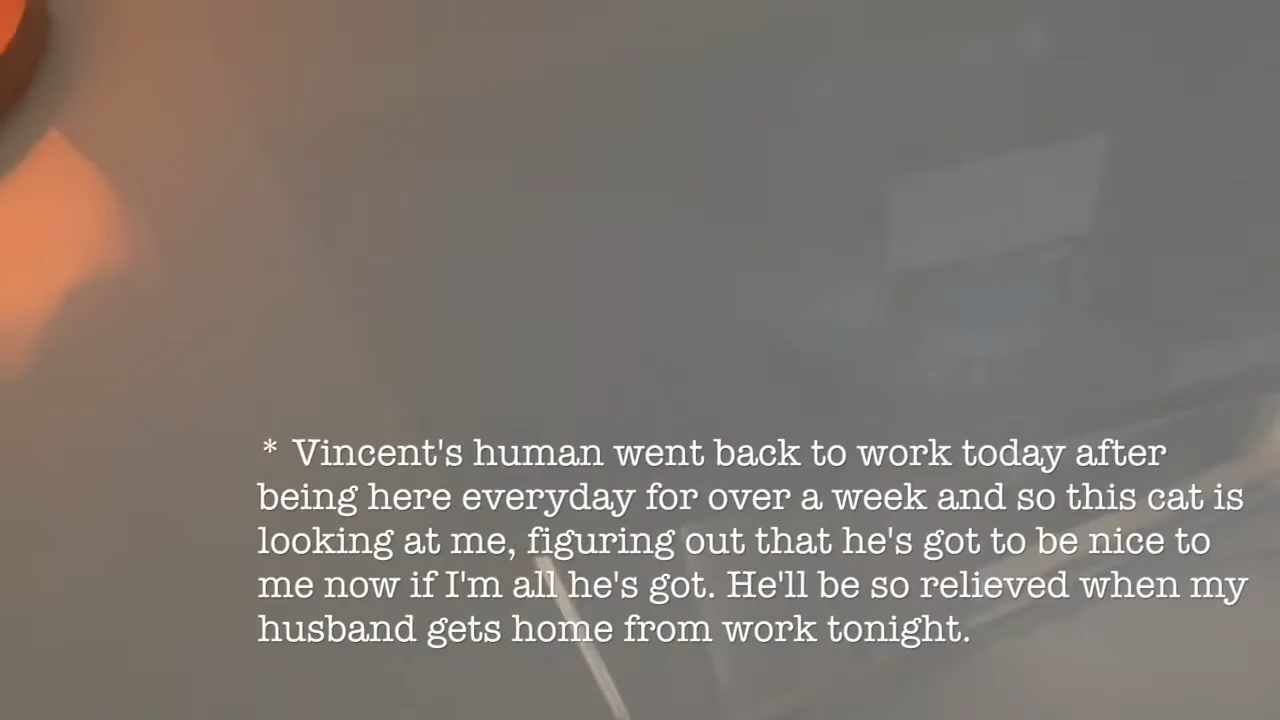 * Vincent's human went back to work today after
being here everyday for over a week and so this cat is
looking at me, figuring out that he's got to be nice to
me now if I'm all he's got. He'll be so relieved when my
husband gets home from work tonight.